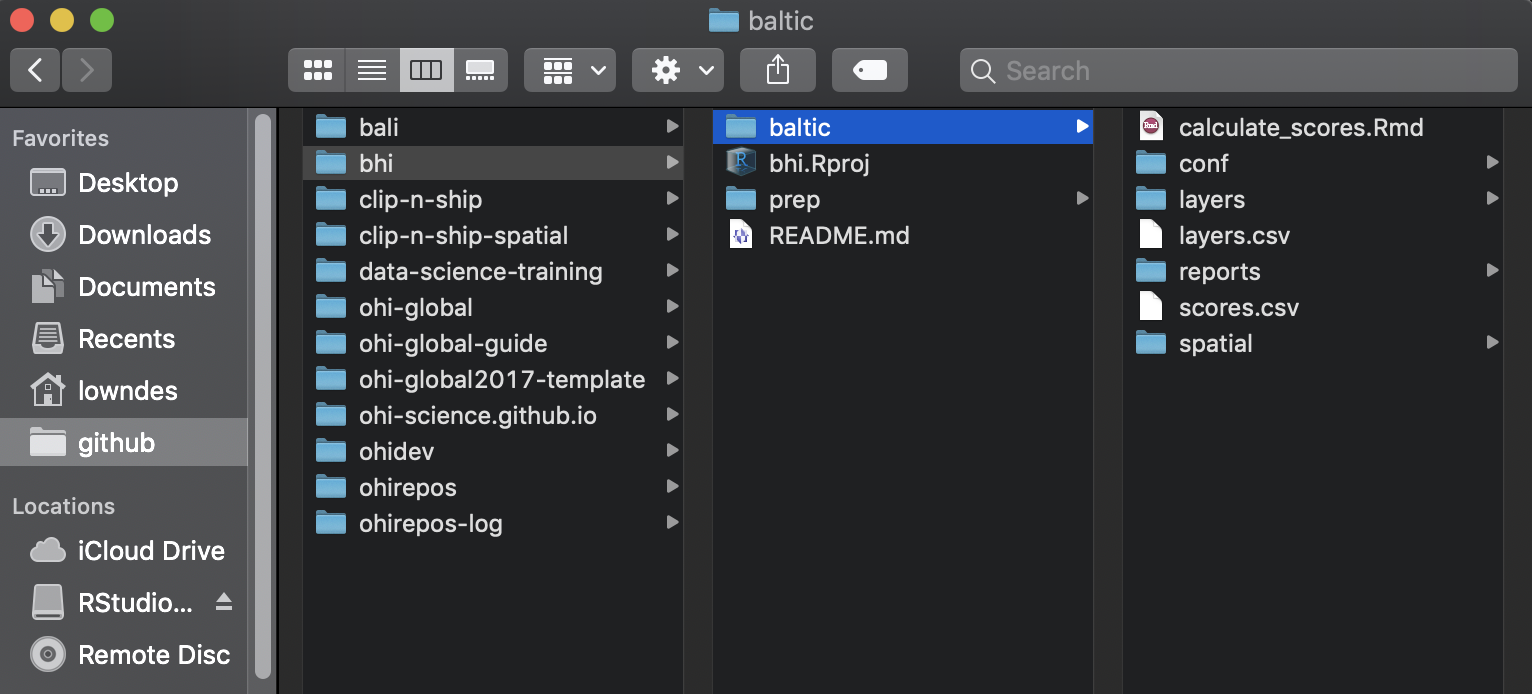 baltic
Search
Favorites
Desktop
Downloads
Documents
Recents
lowndes
github
Locations
iCloud Drive
RStudio...
Remote Disc
bali
bhi
clip-n-ship
clip-n-ship-spatial
data-science-training
ohi-global
ohi-global-guide
ohi-global2017-template
ohi-science.github.io
ohidev
ohirepos
ohirepos-log
baltic
bhi.Rproj
prep
README.md
Rmd
calculate_scores.Rmd
conf
layers
layers.csv
reports
scores.csv
spatial